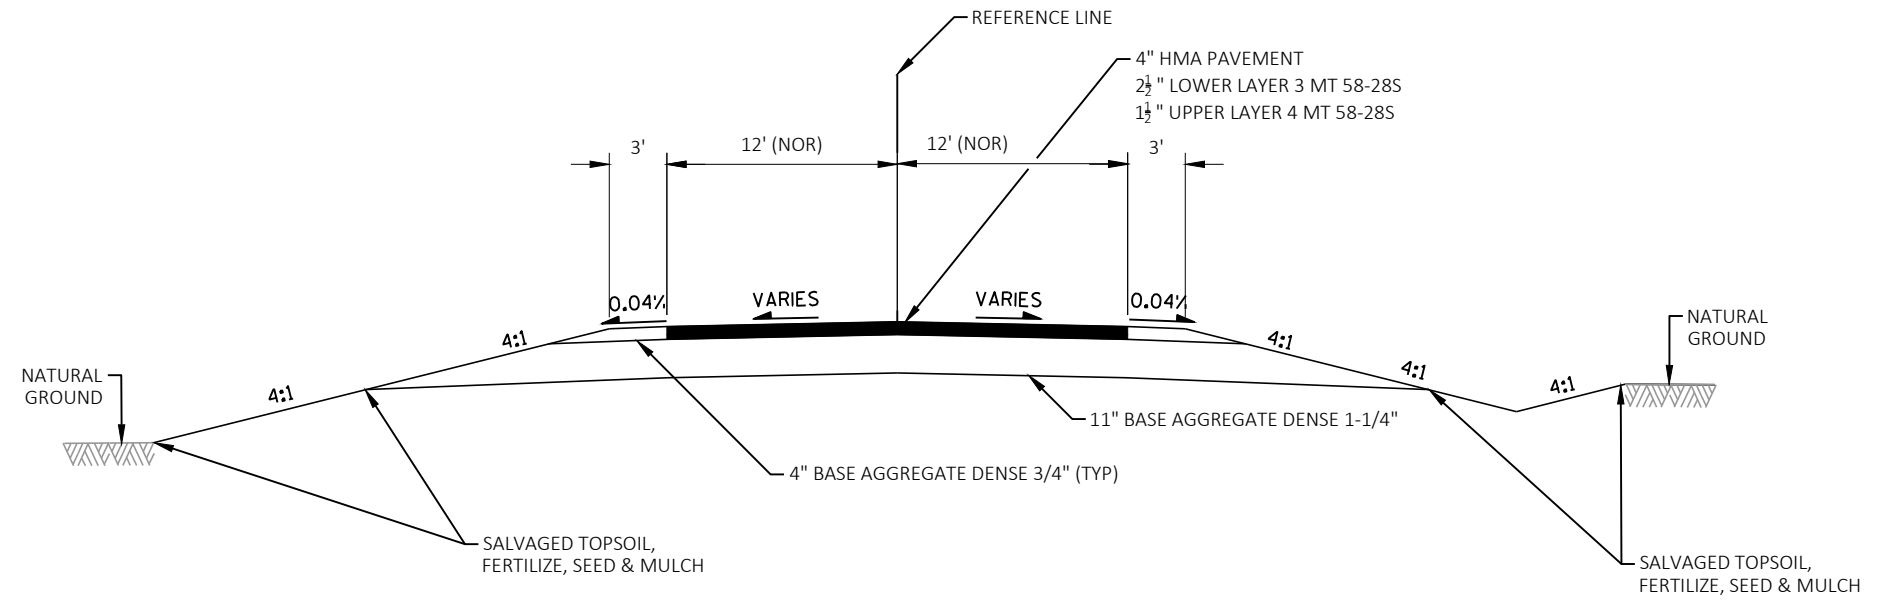 REFERENCE LINE
4" HMA PAVEMENT
2½" LOWER LAYER 3 MT 58-28S
1½" UPPER LAYER 4 MT 58-28S
3'
12' (NOR)
12' (NOR)
3'
0.04%
VARIES
VARIES
0.04%
4:1
4:1
4:1
4:1
4:1
NATURAL
GROUND
NATURAL
GROUND
11" BASE AGGREGATE DENSE 1-1/4"
4" BASE AGGREGATE DENSE 3/4" (TYP)
SALVAGED TOPSOIL,
FERTILIZE, SEED & MULCH
SALVAGED TOPSOIL,
FERTILIZE, SEED & MULCH